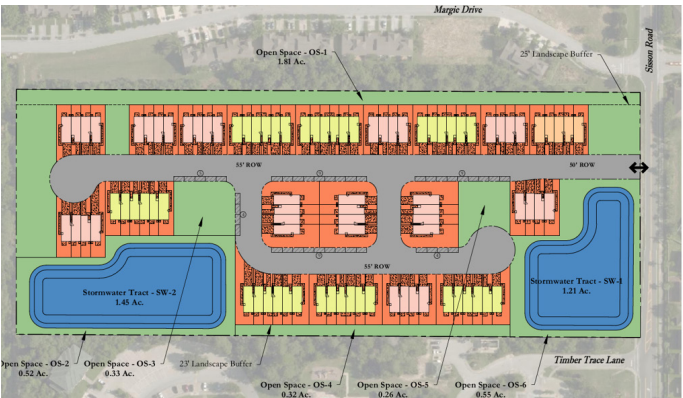 Margie Drive
Sisson Road
Open Space - OS-1
1.81 Ac.
25' Landscape Buffer
55' ROW
50' ROW
55' ROW
Stormwater Tract - SW-2
1.45 Ac.
Stormwater Tract - SW-1
1.21 Ac.
Timber Trace Lane
Open Space - OS-2
0.52 Ac.
Open Space - OS-3
0.33 Ac.
23' Landscape Buffer
Open Space - OS-4
0.32 Ac.
Open Space - OS-5
0.26 Ac.
Open Space - OS-6
0.55 Ac.